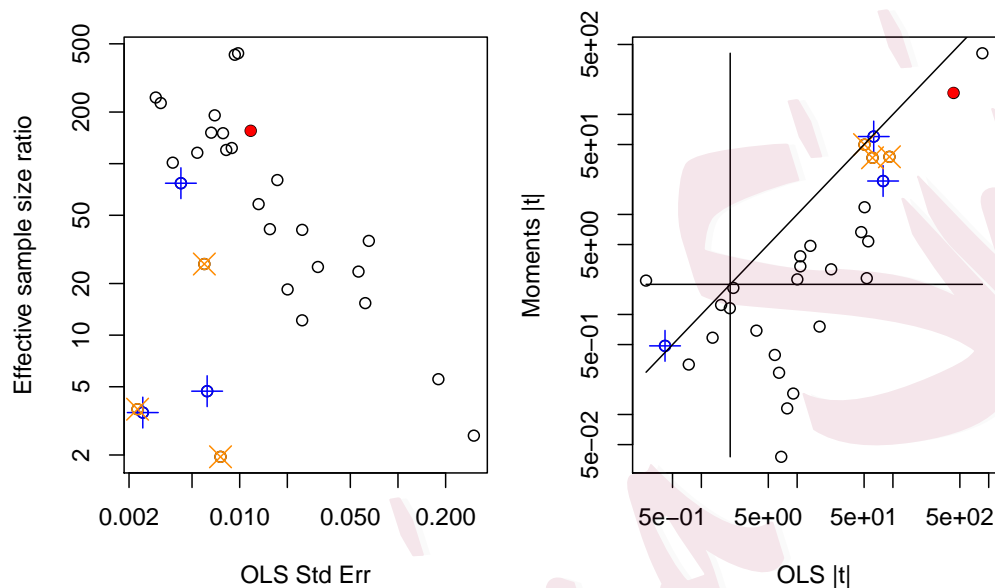 500
200
50
20
10
5
2
Effective sample size ratio
0.002
0.010
0.050
0.200
OLS Std Err
5e+02
5e+01
5e+00
5e−01
5e−02
Moments |t|
5e−01
5e+00
5e+01
5e+02
OLS |t|